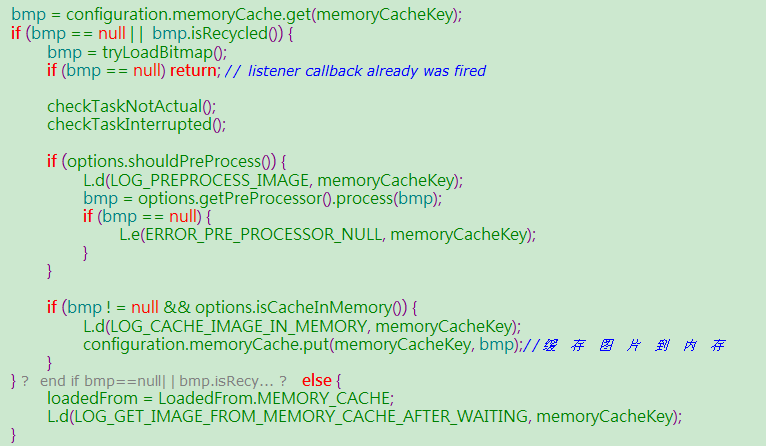 bmp = configuration.memoryCache.get(memoryCacheKey);
if (bmp == null || bmp.isRecycled()) {
bmp = tryLoadBitmap();
if (bmp == null) return; // listener callback already was fired
checkTaskNotActual();
checkTaskInterrupted();
if (options.shouldPreProcess()) {
L.d(LOG_PREPROCESS_IMAGE, memoryCacheKey);
bmp = options.getPreProcessor().process(bmp);
if (bmp == null) {
L.e(ERROR_PRE_PROCESSOR_NULL, memoryCacheKey);
}
}
if (bmp != null && options.isCacheInMemory()) {
L.d(LOG_CACHE_IMAGE_IN_MEMORY, memoryCacheKey);
configuration.memoryCache.put(memoryCacheKey, bmp);//缓存图片到内存
}
} ? end if bmp==null||bmp.isRecy... ? else {
loadedFrom = LoadedFrom.MEMORY_CACHE;
L.d(LOG_GET_IMAGE_FROM_MEMORY_CACHE_AFTER_WAITING, memoryCacheKey);
}